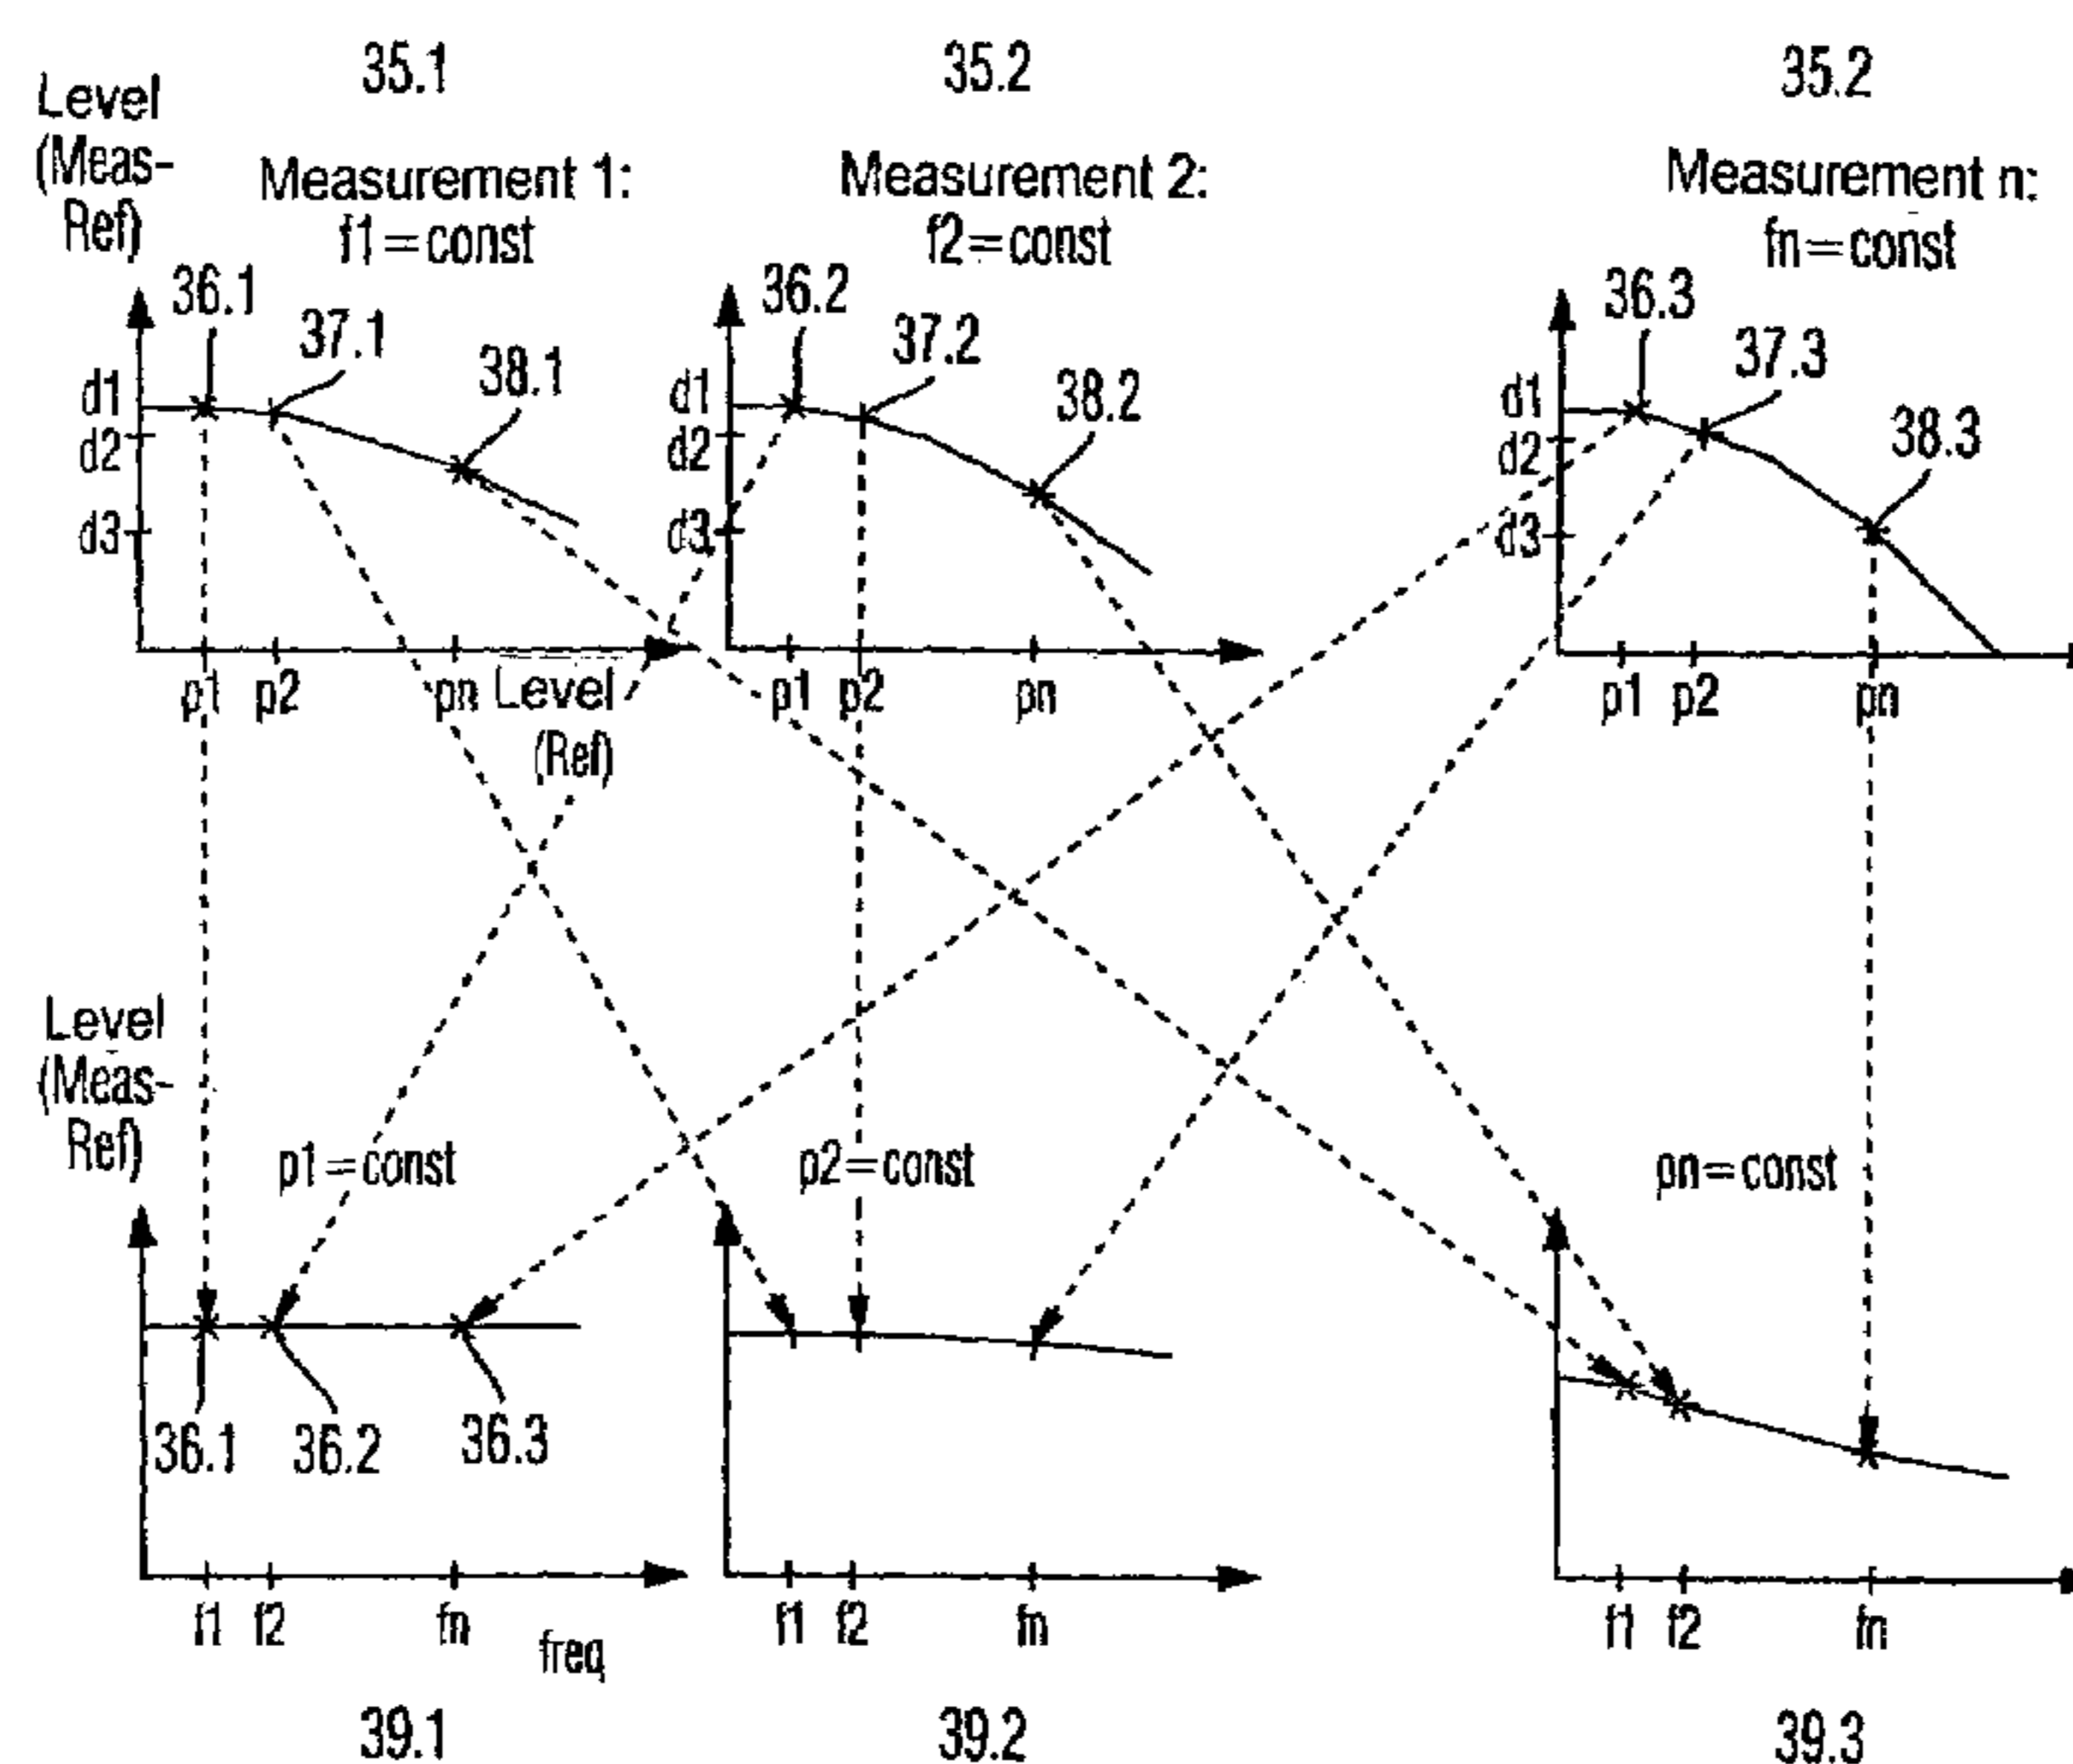 35.1
35.2
35.2
Level
(Meas-
Ref)
Measurement 1:
f1=const
Measurement 2:
f2=const
Measurement n:
fn=const
36.1
37.1
38.1
36.2
37.2
38.2
36.3
37.3
38.3
d1
d2
d3
d1
d2
d3
d1
d2
d3
p1
p2
pn
Level
(Ref)
p1
p2
pn
p1
p2
pn
Level
(Meas-
Ref)
p1=const
p2=const
pn=const
36.1
36.2
36.3
f1
f2
fn
freq
f1
f2
fn
f1
f2
fn
39.1
39.2
39.3